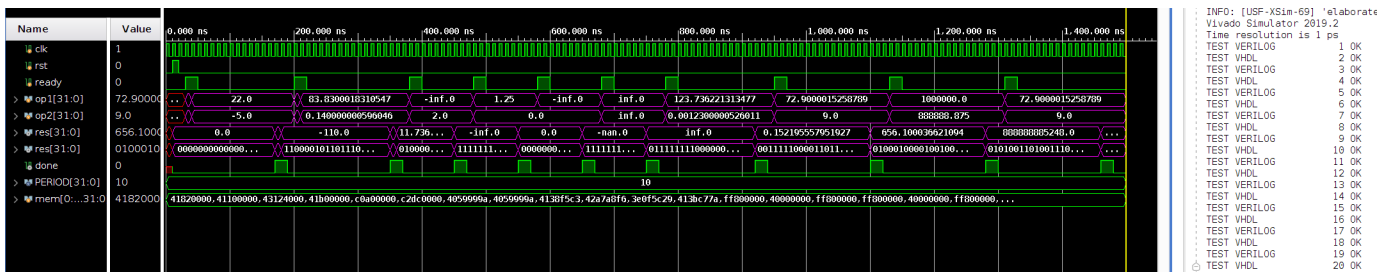 Name Value
0.000 ns 200.000 ns 400.000 ns 600.000 ns 800.000 ns 1,000.000 ns 1,200.000 ns 1,400.000 ns
clk 1
rst 0
ready 0
op1[31:0] 72.90000 ... 22.0 83.8300018310547 -inf.0 1.25 -inf.0 inf.0 123.736221313477 72.9000015258789 1000000.0 72.9000015258789
op2[31:0] 9.0 ... -5.0 0.140000000596046 2.0 0.0 inf.0 0.0012300000526011 9.0 888888.875 9.0
res[31:0] 656.1000 0.0 -110.0 11.736... -inf.0 0.0 -nan.0 inf.0 0.152195557951927 656.100036621094 888888885248.0 ...
res[31:0] 0100010 0000000000000... 110000101101110... 010000... 1111111... 0000000... 1111111... 011111111000000... 0011111000011011... 0100010000100100... 0101001101001110... ...
done 0
PERIOD[31:0] 10 10
mem[0:...31:0 4182000 41820000,41100000,43124000,41b00000,c0a00000,c2dc0000,4059999a,4059999a,4138f5c3,42a7a8f6,3e0f5c29,413bc77a,ff800000,40000000,ff800000,ff800000,40000000,ff800000,...
INFO: [USF-XSim-69] 'elaborate
Vivado Simulator 2019.2
Time resolution is 1 ps
TEST VERILOG 1 OK
TEST VHDL 2 OK
TEST VERILOG 3 OK
TEST VHDL 4 OK
TEST VERILOG 5 OK
TEST VHDL 6 OK
TEST VERILOG 7 OK
TEST VHDL 8 OK
TEST VERILOG 9 OK
TEST VHDL 10 OK
TEST VERILOG 11 OK
TEST VHDL 12 OK
TEST VERILOG 13 OK
TEST VHDL 14 OK
TEST VERILOG 15 OK
TEST VHDL 16 OK
TEST VERILOG 17 OK
TEST VHDL 18 OK
TEST VERILOG 19 OK
TEST VHDL 20 OK